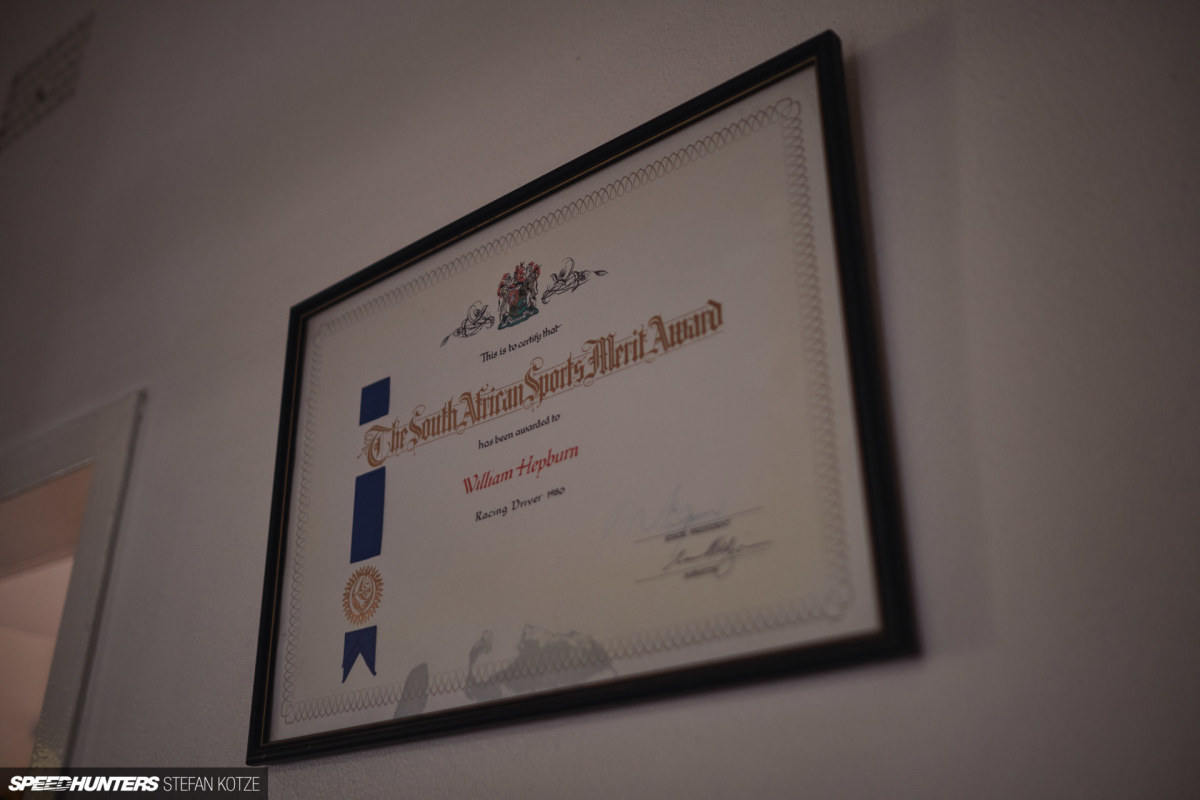 This is to certify that
The South African Sports Merit Award
has been awarded to
William Hepburn
Racing Driver 1980
SPEEDHUNTERS STEFAN KOTZE